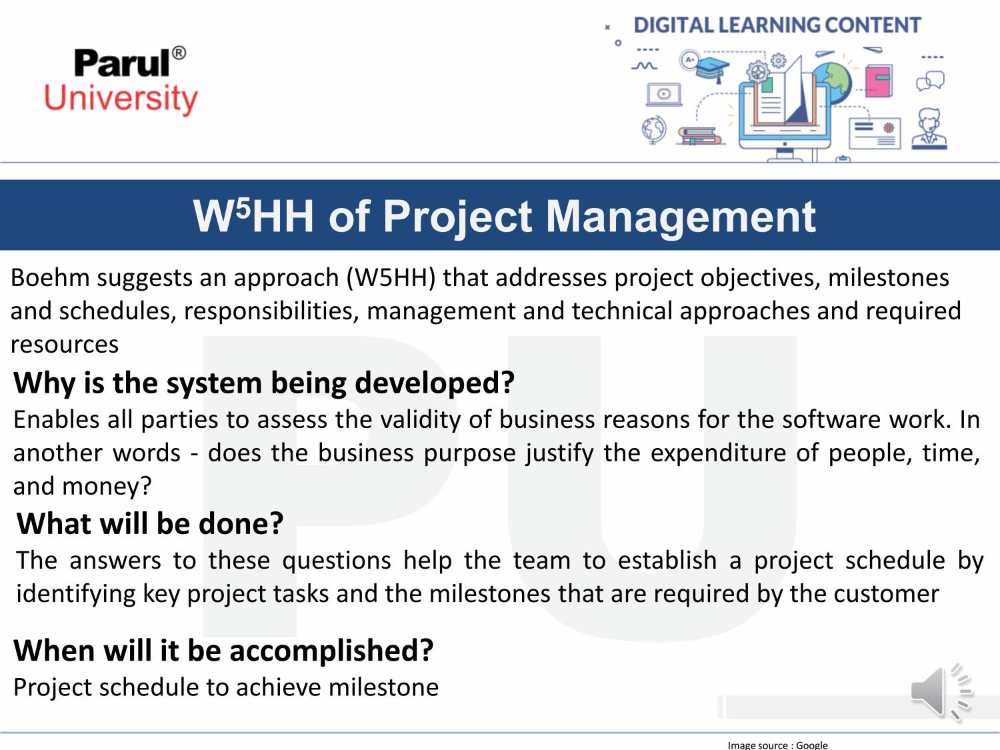 DIGITAL LEARNING CONTENT
Parul®
University
A+
W⁵HH of Project Management
Boehm suggests an approach (W5HH) that addresses project objectives, milestones
and schedules, responsibilities, management and technical approaches and required
resources
Why is the system being developed?
Enables all parties to assess the validity of business reasons for the software work. In
another words - does the business purpose justify the expenditure of people, time,
and money?
What will be done?
The answers to these questions help the team to establish a project schedule by
identifying key project tasks and the milestones that are required by the customer
When will it be accomplished?
Project schedule to achieve milestone
PU
Image source : Google